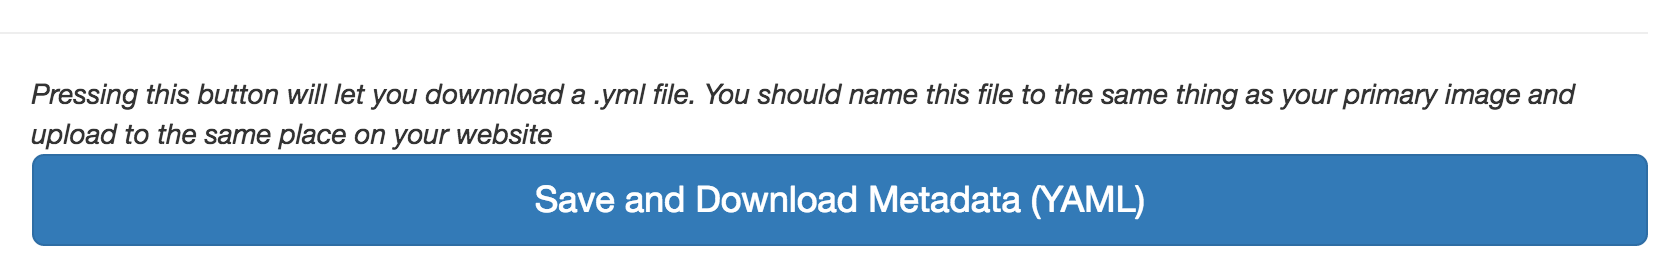 Pressing this button will let you downnload a .yml file. You should name this file to the same thing as your primary image and
upload to the same place on your website
Save and Download Metadata (YAML)